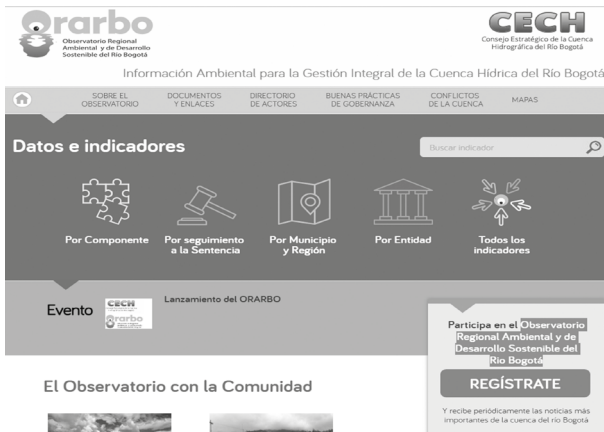 Orarbo
Observatorio Regional
Ambiental y de Desarrollo
Sostenible del Río Bogotá
CECH
Consejo Estratégico de la Cuenca
Hidrográfica del Río Bogotá
Información Ambiental para la Gestión Integral de la Cuenca Hídrica del Río Bogotá
SOBRE EL
OBSERVATORIO
DOCUMENTOS
Y ENLACES
DIRECTORIO
DE ACTORES
BUENAS PRÁCTICAS
DE GOBERNANZA
CONFLICTOS
DE LA CUENCA
MAPAS
Datos e indicadores
Buscar indicador
Por Componente
Por seguimiento
a la Sentencia
Por Municipio
y Región
Por Entidad
Todos los
indicadores
Evento
CECH
Orarbo
Lanzamiento del ORARBO
Participa en el Observatorio
Regional Ambiental y de
Desarrollo Sostenible del
Río Bogotá
REGÍSTRATE
Y recibe periódicamente las noticias más
importantes de la cuenca del río Bogotá
El Observatorio con la Comunidad